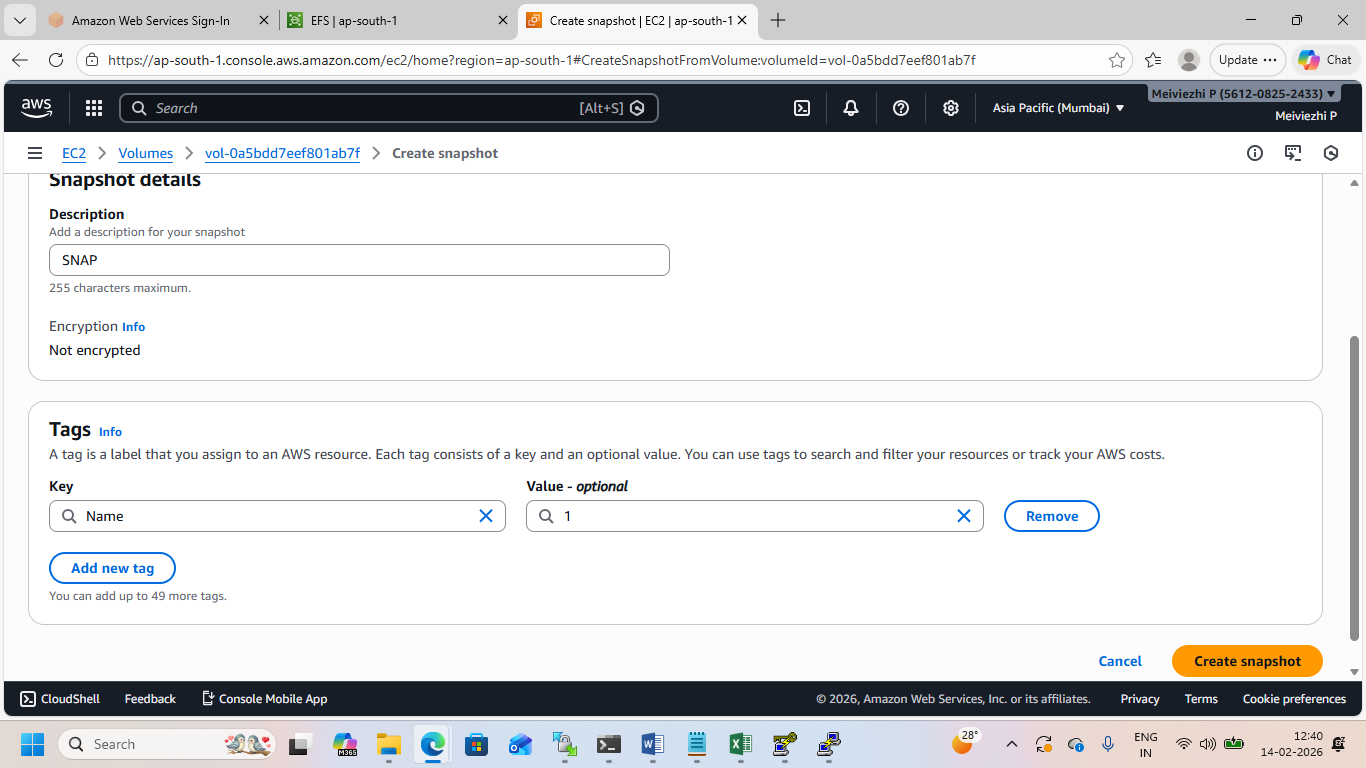 Amazon Web Services Sign-In
EFS | ap-south-1
Create snapshot | EC2 | ap-south-1
https://ap-south-1.console.aws.amazon.com/ec2/home?region=ap-south-1#CreateSnapshotFromVolume:volumeId=vol-0a5bdd7eef801ab7f
Update
Chat
aws
Search
[Alt+S]
Asia Pacific (Mumbai)
Meiviezhi P (5612-0825-2433)
Meiviezhi P
EC2 > Volumes > vol-0a5bdd7eef801ab7f > Create snapshot
Snapshot details
Description
Add a description for your snapshot
SNAP
255 characters maximum.
Encryption Info
Not encrypted
Tags Info
A tag is a label that you assign to an AWS resource. Each tag consists of a key and an optional value. You can use tags to search and filter your resources or track your AWS costs.
Key
Value - optional
Name
1
Remove
Add new tag
You can add up to 49 more tags.
Cancel
Create snapshot
CloudShell
Feedback
Console Mobile App
© 2026, Amazon Web Services, Inc. or its affiliates.
Privacy
Terms
Cookie preferences
Search
M365
28°
ENG
IN
12:40
14-02-2026